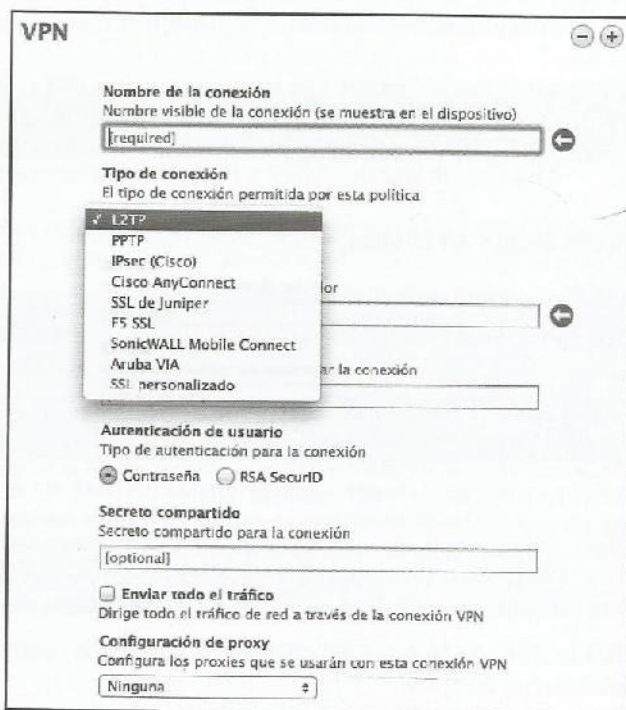 VPN
Nombre de la conexión
Nombre visible de la conexión (se muestra en el dispositivo)
[required]
Tipo de conexión
El tipo de conexión permitida por esta política
✓ L2TP
PPTP
IPsec (Cisco)
Cisco AnyConnect
SSL de Juniper
F5 SSL
SonicWALL Mobile Connect
Aruba VIA
SSL personalizado
or
ar la conexión
Autenticación de usuario
Tipo de autenticación para la conexión
Contraseña RSA SecurID
Secreto compartido
Secreto compartido para la conexión
[optional]
Enviar todo el tráfico
Dirige todo el tráfico de red a través de la conexión VPN
Configuración de proxy
Configura los proxies que se usarán con esta conexión VPN
Ninguna